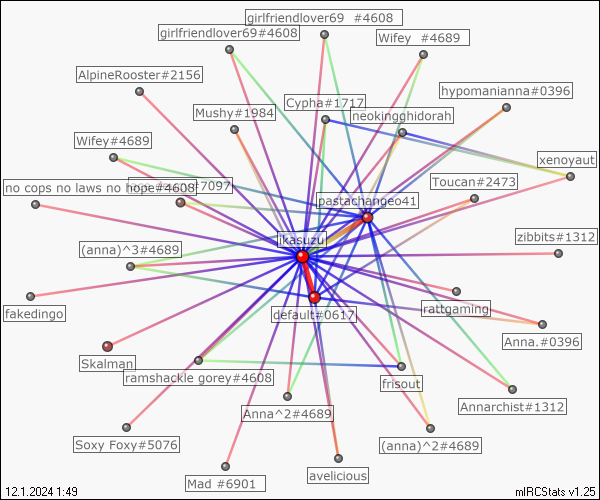 girlfriendlover69  #4608
girlfriendlover69#4608
Wifey  #4689
AlpineRooster#2156
hypomanianna#0396
Cypha#1717
Mushy#1984
neokingghidorah
Wifey#4689
xenoyaut
Toucan#2473
no cops no laws no hope.#4608
7097
pastachangeo41
jkasuzu
zibbits#1312
(anna)^3#4689
fakedingo
rattgaming
default#0617
Anna.#0396
Skalman
ramshackle gorey#4608
frisout
Annarchist#1312
Anna^2#4689
Soxy Foxy#5076
(anna)^2#4689
avelicious
Mad #6901
12.1.2024 1:49
mIRCStats v1.25